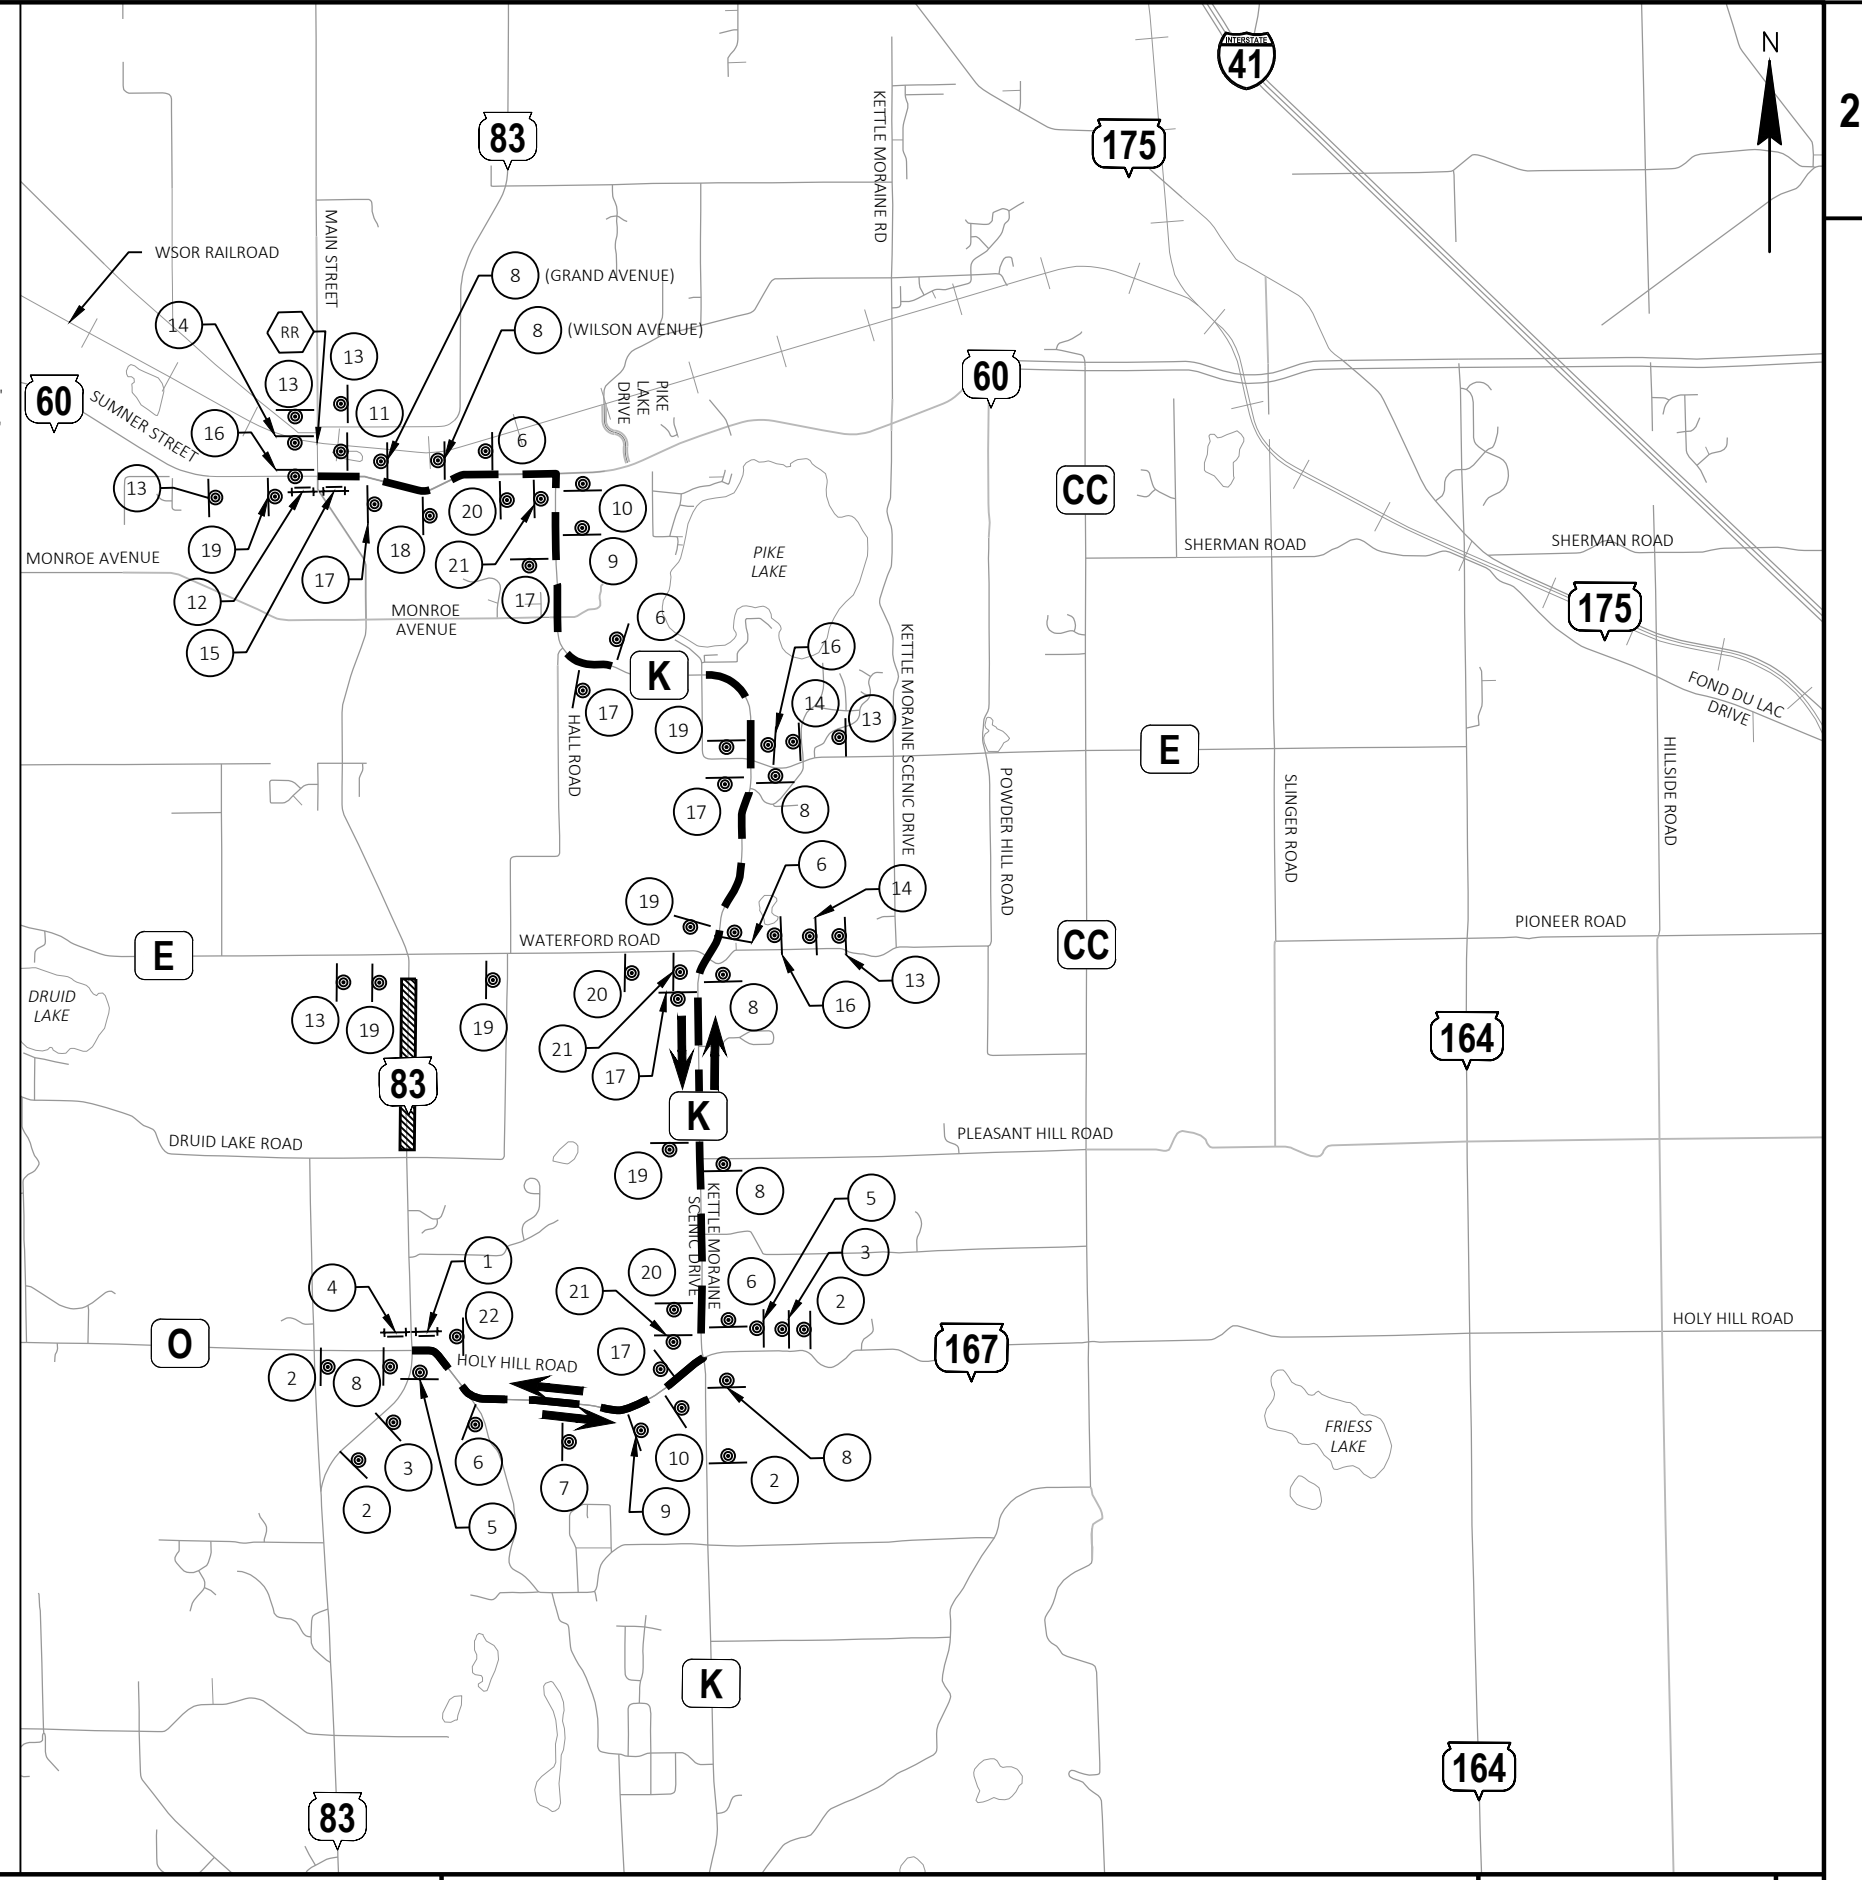 INTERSTATE
41
N
2
83
175
KETTLE MORAINE RD
MAIN STREET
WSOR RAILROAD
8 (GRAND AVENUE)
14
RR
8 (WILSON AVENUE)
13
13
60
60
SUMNER STREET
PIKE
LAKE
DRIVE
11
16
6
13
CC
20
10
19
18
21
9
MONROE AVENUE
SHERMAN ROAD
SHERMAN ROAD
PIKE
LAKE
17
12
17
MONROE
AVENUE
175
6
15
16
K
KETTLE MORAINE SCENIC DRIVE
FOND DU LAC
DRIVE
17
14
13
19
HALL ROAD
E
HILLSIDE ROAD
17
8
POWDER HILL ROAD
SLINGER ROAD
6
14
19
PIONEER ROAD
WATERFORD ROAD
E
CC
13
DRUID
LAKE
20
13
19
19
8
16
21
164
17
83
K
DRUID LAKE ROAD
PLEASANT HILL ROAD
19
8
5
KETTLE MORAINE
SCENIC DRIVE
1
3
4
20
6
21
2
22
O
HOLY HILL ROAD
17
167
HOLY HILL ROAD
2
8
FRIESS
LAKE
3
6
10
8
7
2
2
9
5
K
164
83